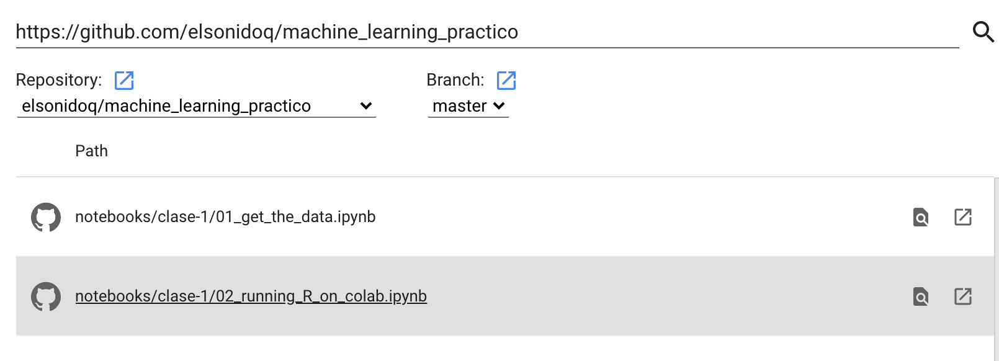 https://github.com/elsonidoq/machine_learning_practico
Repository: Branch:
elsonidoq/machine_learning_practico master
Path
notebooks/clase-1/01_get_the_data.ipynb
notebooks/clase-1/02_running_R_on_colab.ipynb